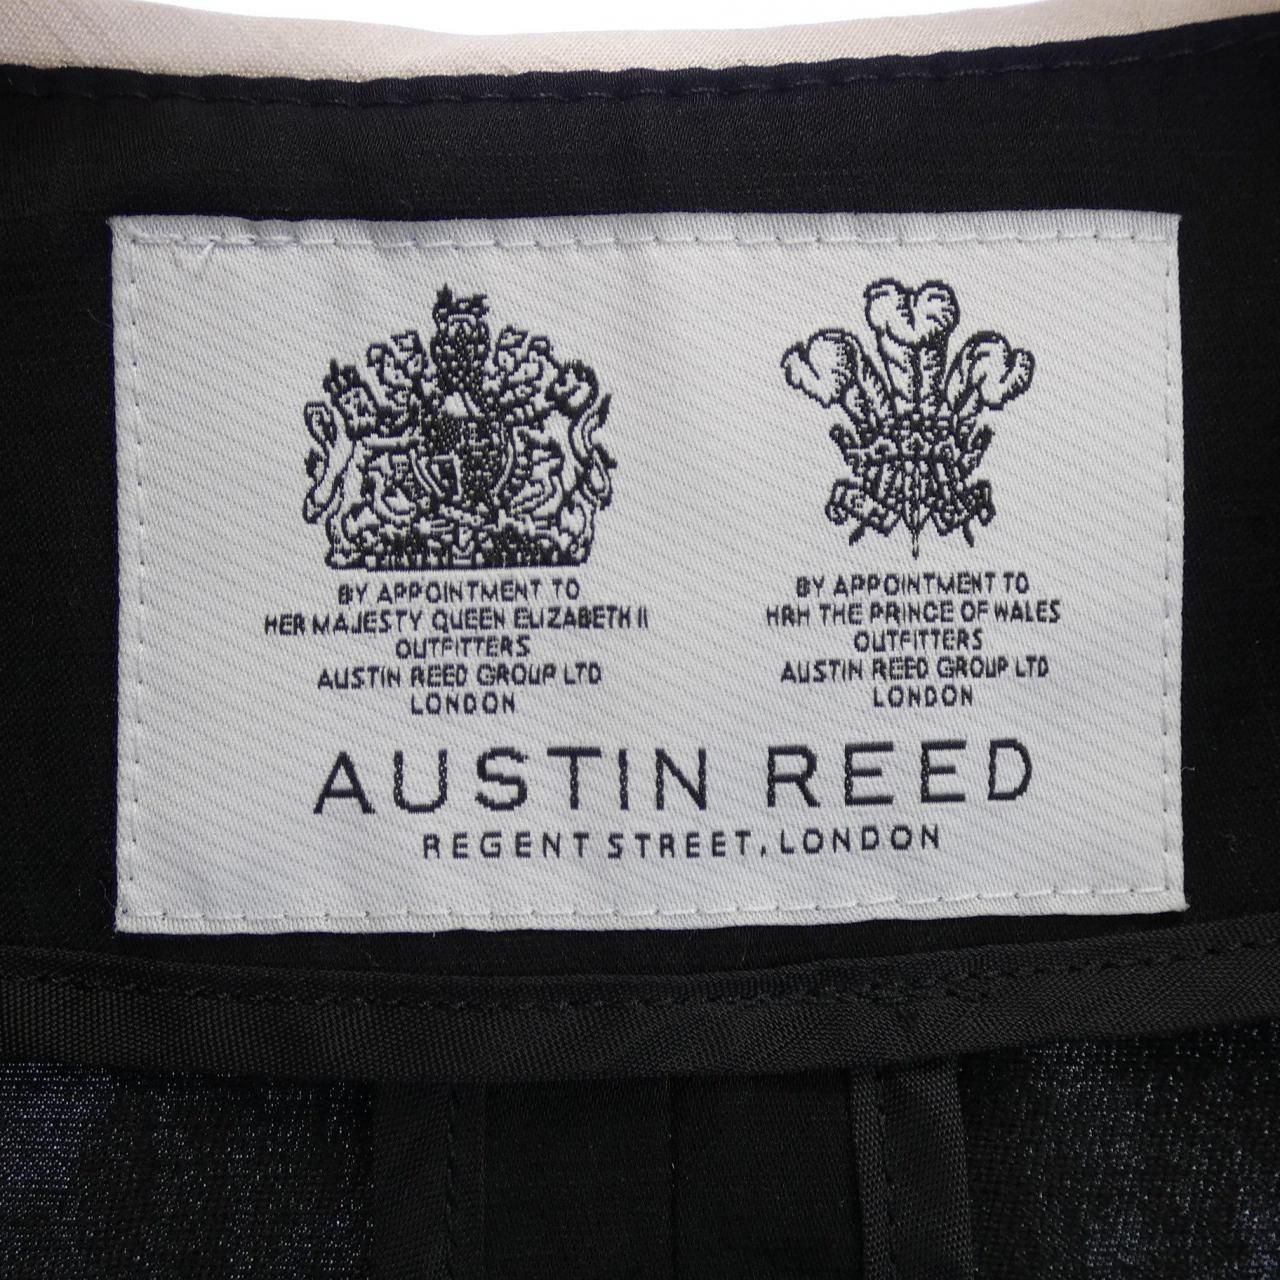 BY APPOINTMENT TO
HER MAJESTY QUEEN ELIZABETH II
OUTFITTERS
AUSTIN REED GROUP LTD
LONDON
BY APPOINTMENT TO
HRH THE PRINCE OF WALES
OUTFITTERS
AUSTIN REED GROUP LTD
LONDON
AUSTIN REED
REGENT STREET, LONDON